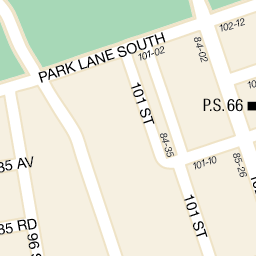 102-12
PARK LANE SOUTH
101-02
84-02
P.S. 66
101 ST
84-35
101-10
85-26
85 AV
101 ST
85 RD
96 S